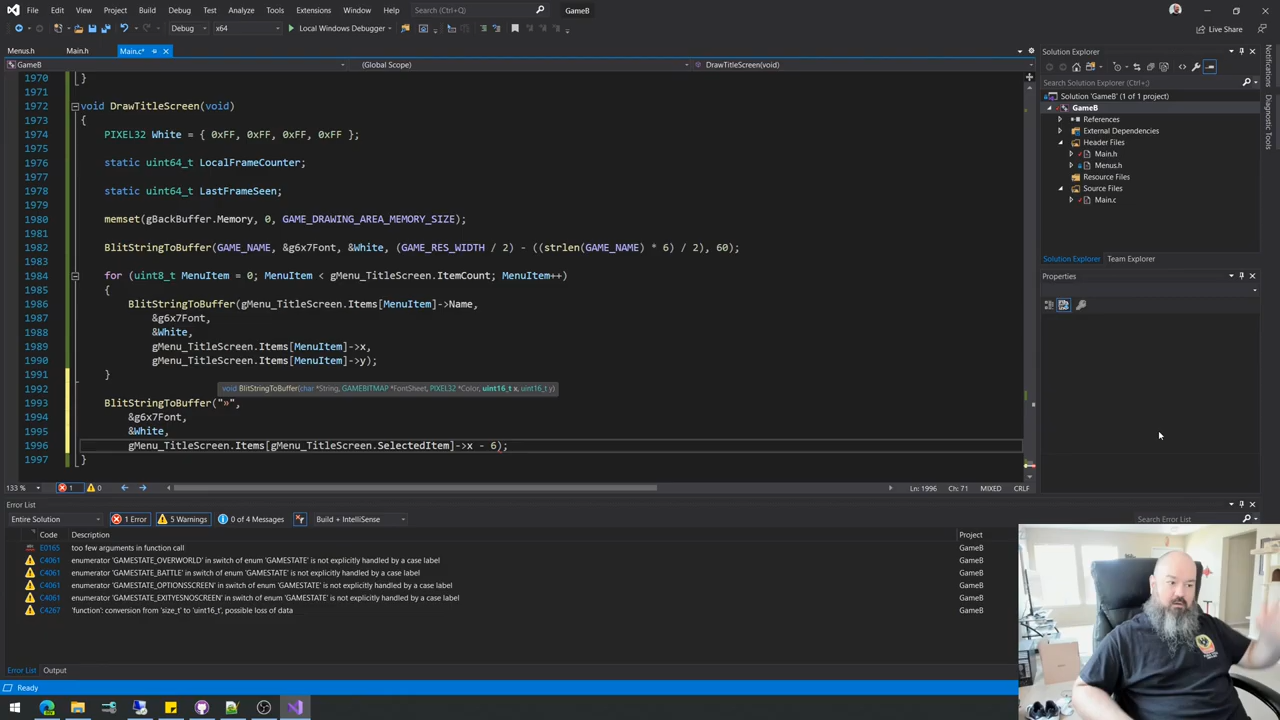 File Edit View Project Build Debug Test Analyze Tools Extensions Window Help Search (Ctrl+Q) GameB
Debug x64 Local Windows Debugger Live Share
Menus.h Main.h Main.c*
GameB (Global Scope) DrawTitleScreen(void)
1970 }
1971
1972 void DrawTitleScreen(void)
1973 {
1974 PIXEL32 White = { 0xFF, 0xFF, 0xFF, 0xFF };
1975
1976 static uint64_t LocalFrameCounter;
1977
1978 static uint64_t LastFrameSeen;
1979
1980 memset(gBackBuffer.Memory, 0, GAME_DRAWING_AREA_MEMORY_SIZE);
1981
1982 BlitStringToBuffer(GAME_NAME, &g6x7Font, &White, (GAME_RES_WIDTH / 2) - ((strlen(GAME_NAME) * 6) / 2), 60);
1983
1984 for (uint8_t MenuItem = 0; MenuItem < gMenu_TitleScreen.ItemCount; MenuItem++)
1985 {
1986 BlitStringToBuffer(gMenu_TitleScreen.Items[MenuItem]->Name,
1987 &g6x7Font,
1988 &White,
1989 gMenu_TitleScreen.Items[MenuItem]->x,
1990 gMenu_TitleScreen.Items[MenuItem]->y);
1991 }
1992 void BlitStringToBuffer(char *String, GAMEBITMAP *FontSheet, PIXEL32 *Color, uint16_t x, uint16_t y)
1993 BlitStringToBuffer("»",
1994 &g6x7Font,
1995 &White,
1996 gMenu_TitleScreen.Items[gMenu_TitleScreen.SelectedItem]->x - 6);
1997 }
133 % 1 0 Ln: 1996 Ch: 71 MIXED CRLF
Error List
Entire Solution 1 Error 5 Warnings 0 of 4 Messages Build + IntelliSense Search Error List
Code Description Project
E0165 too few arguments in function call GameB
C4061 enumerator 'GAMESTATE_OVERWORLD' in switch of enum 'GAMESTATE' is not explicitly handled by a case label GameB
C4061 enumerator 'GAMESTATE_BATTLE' in switch of enum 'GAMESTATE' is not explicitly handled by a case label GameB
C4061 enumerator 'GAMESTATE_OPTIONSSCREEN' in switch of enum 'GAMESTATE' is not explicitly handled by a case label GameB
C4061 enumerator 'GAMESTATE_EXITYESNOSCREEN' in switch of enum 'GAMESTATE' is not explicitly handled by a case label GameB
C4267 'function': conversion from 'size_t' to 'uint16_t', possible loss of data GameB
Error List Output
Ready
Solution Explorer
Search Solution Explorer (Ctrl+;)
Solution 'GameB' (1 of 1 project)
GameB
References
External Dependencies
Header Files
Main.h
Menus.h
Resource Files
Source Files
Main.c
Solution Explorer Team Explorer
Properties
Notifications
Diagnostic Tools